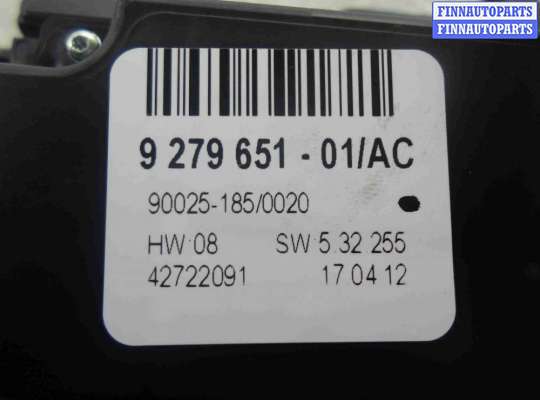 FINNAUTOPARTS
FINNAUTOPARTS
9 279 651 - 01/AC
90025-185/0020
HW:08 SW 5.32 255
42722091 17 04 12